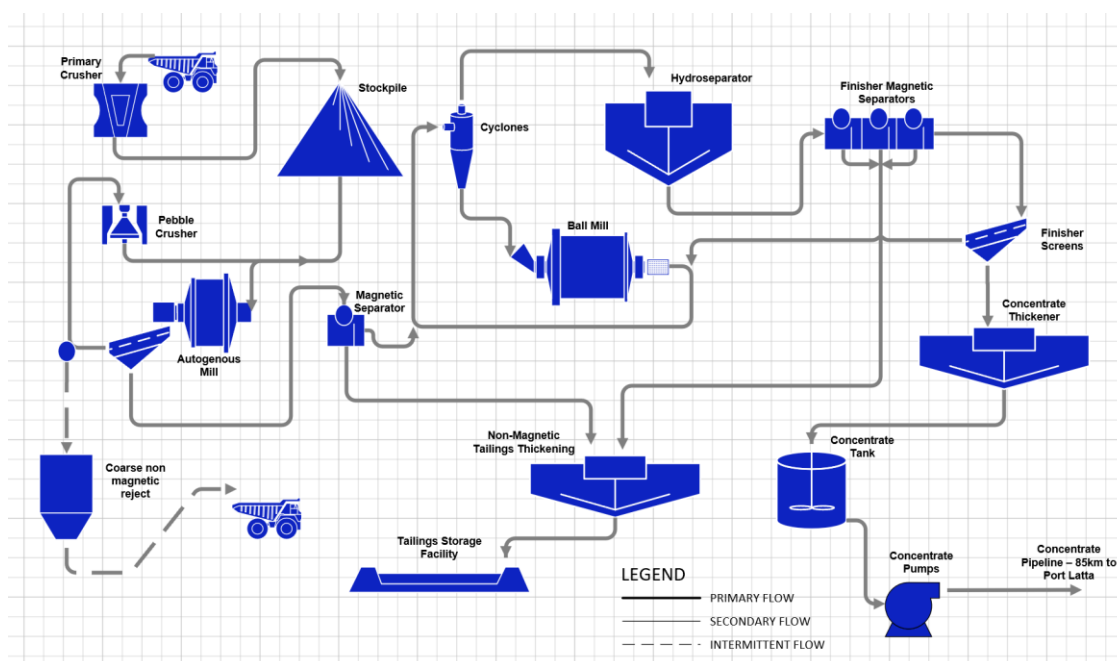 Primary
Crusher
Stockpile
Cyclones
Hydroseparator
Finisher Magnetic
Separators
Pebble
Crusher
Ball Mill
Finisher
Screens
Magnetic
Separator
Concentrate
Thickener
Autogenous
Mill
Non-Magnetic
Tailings Thickening
Concentrate
Tank
Coarse non
magnetic
reject
Tailings Storage
Facility
Concentrate
Pumps
Concentrate
Pipeline – 85km to
Port Latta
LEGEND
PRIMARY FLOW
SECONDARY FLOW
INTERMITTENT FLOW